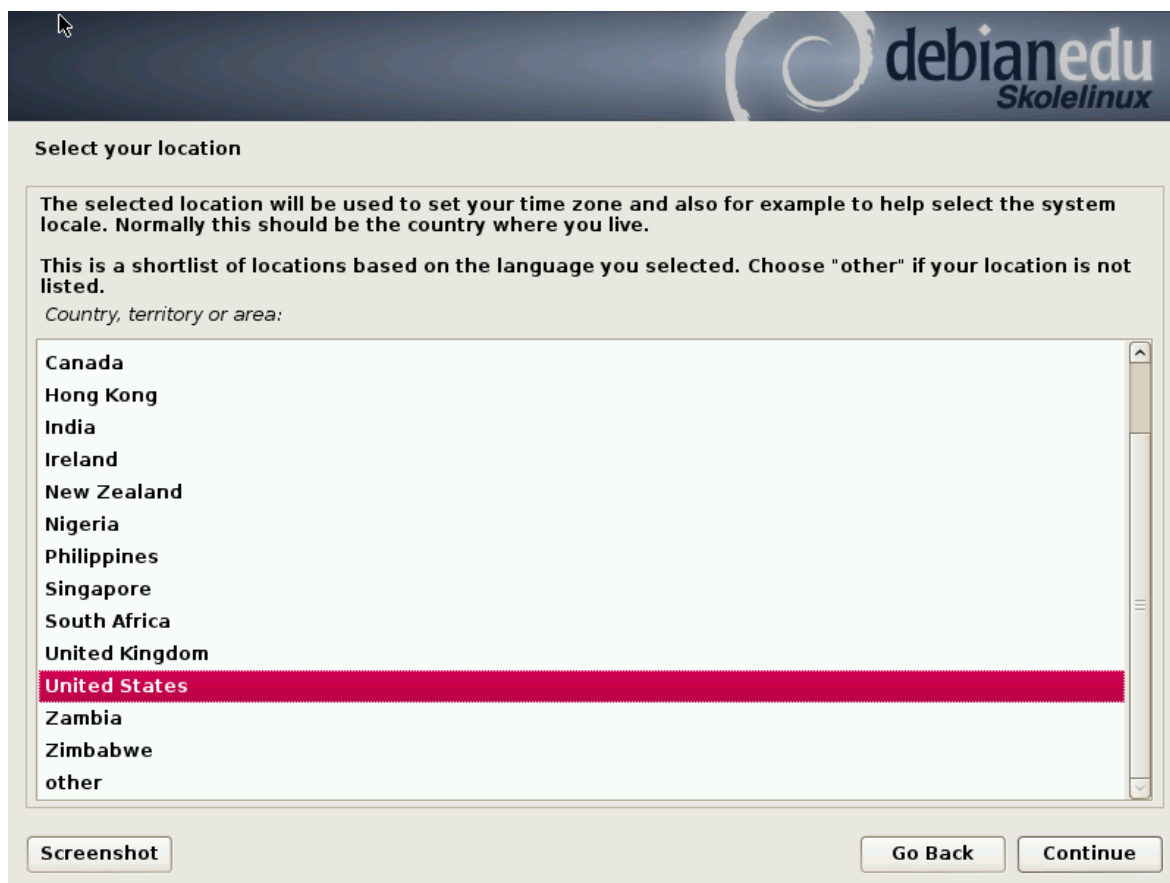 debianedu
Skolelinux
Select your location
The selected location will be used to set your time zone and also for example to help select the system
locale. Normally this should be the country where you live.
This is a shortlist of locations based on the language you selected. Choose "other" if your location is not
listed.
Country, territory or area:
Canada
Hong Kong
India
Ireland
New Zealand
Nigeria
Philippines
Singapore
South Africa
United Kingdom
United States
Zambia
Zimbabwe
other
Screenshot
Go Back
Continue